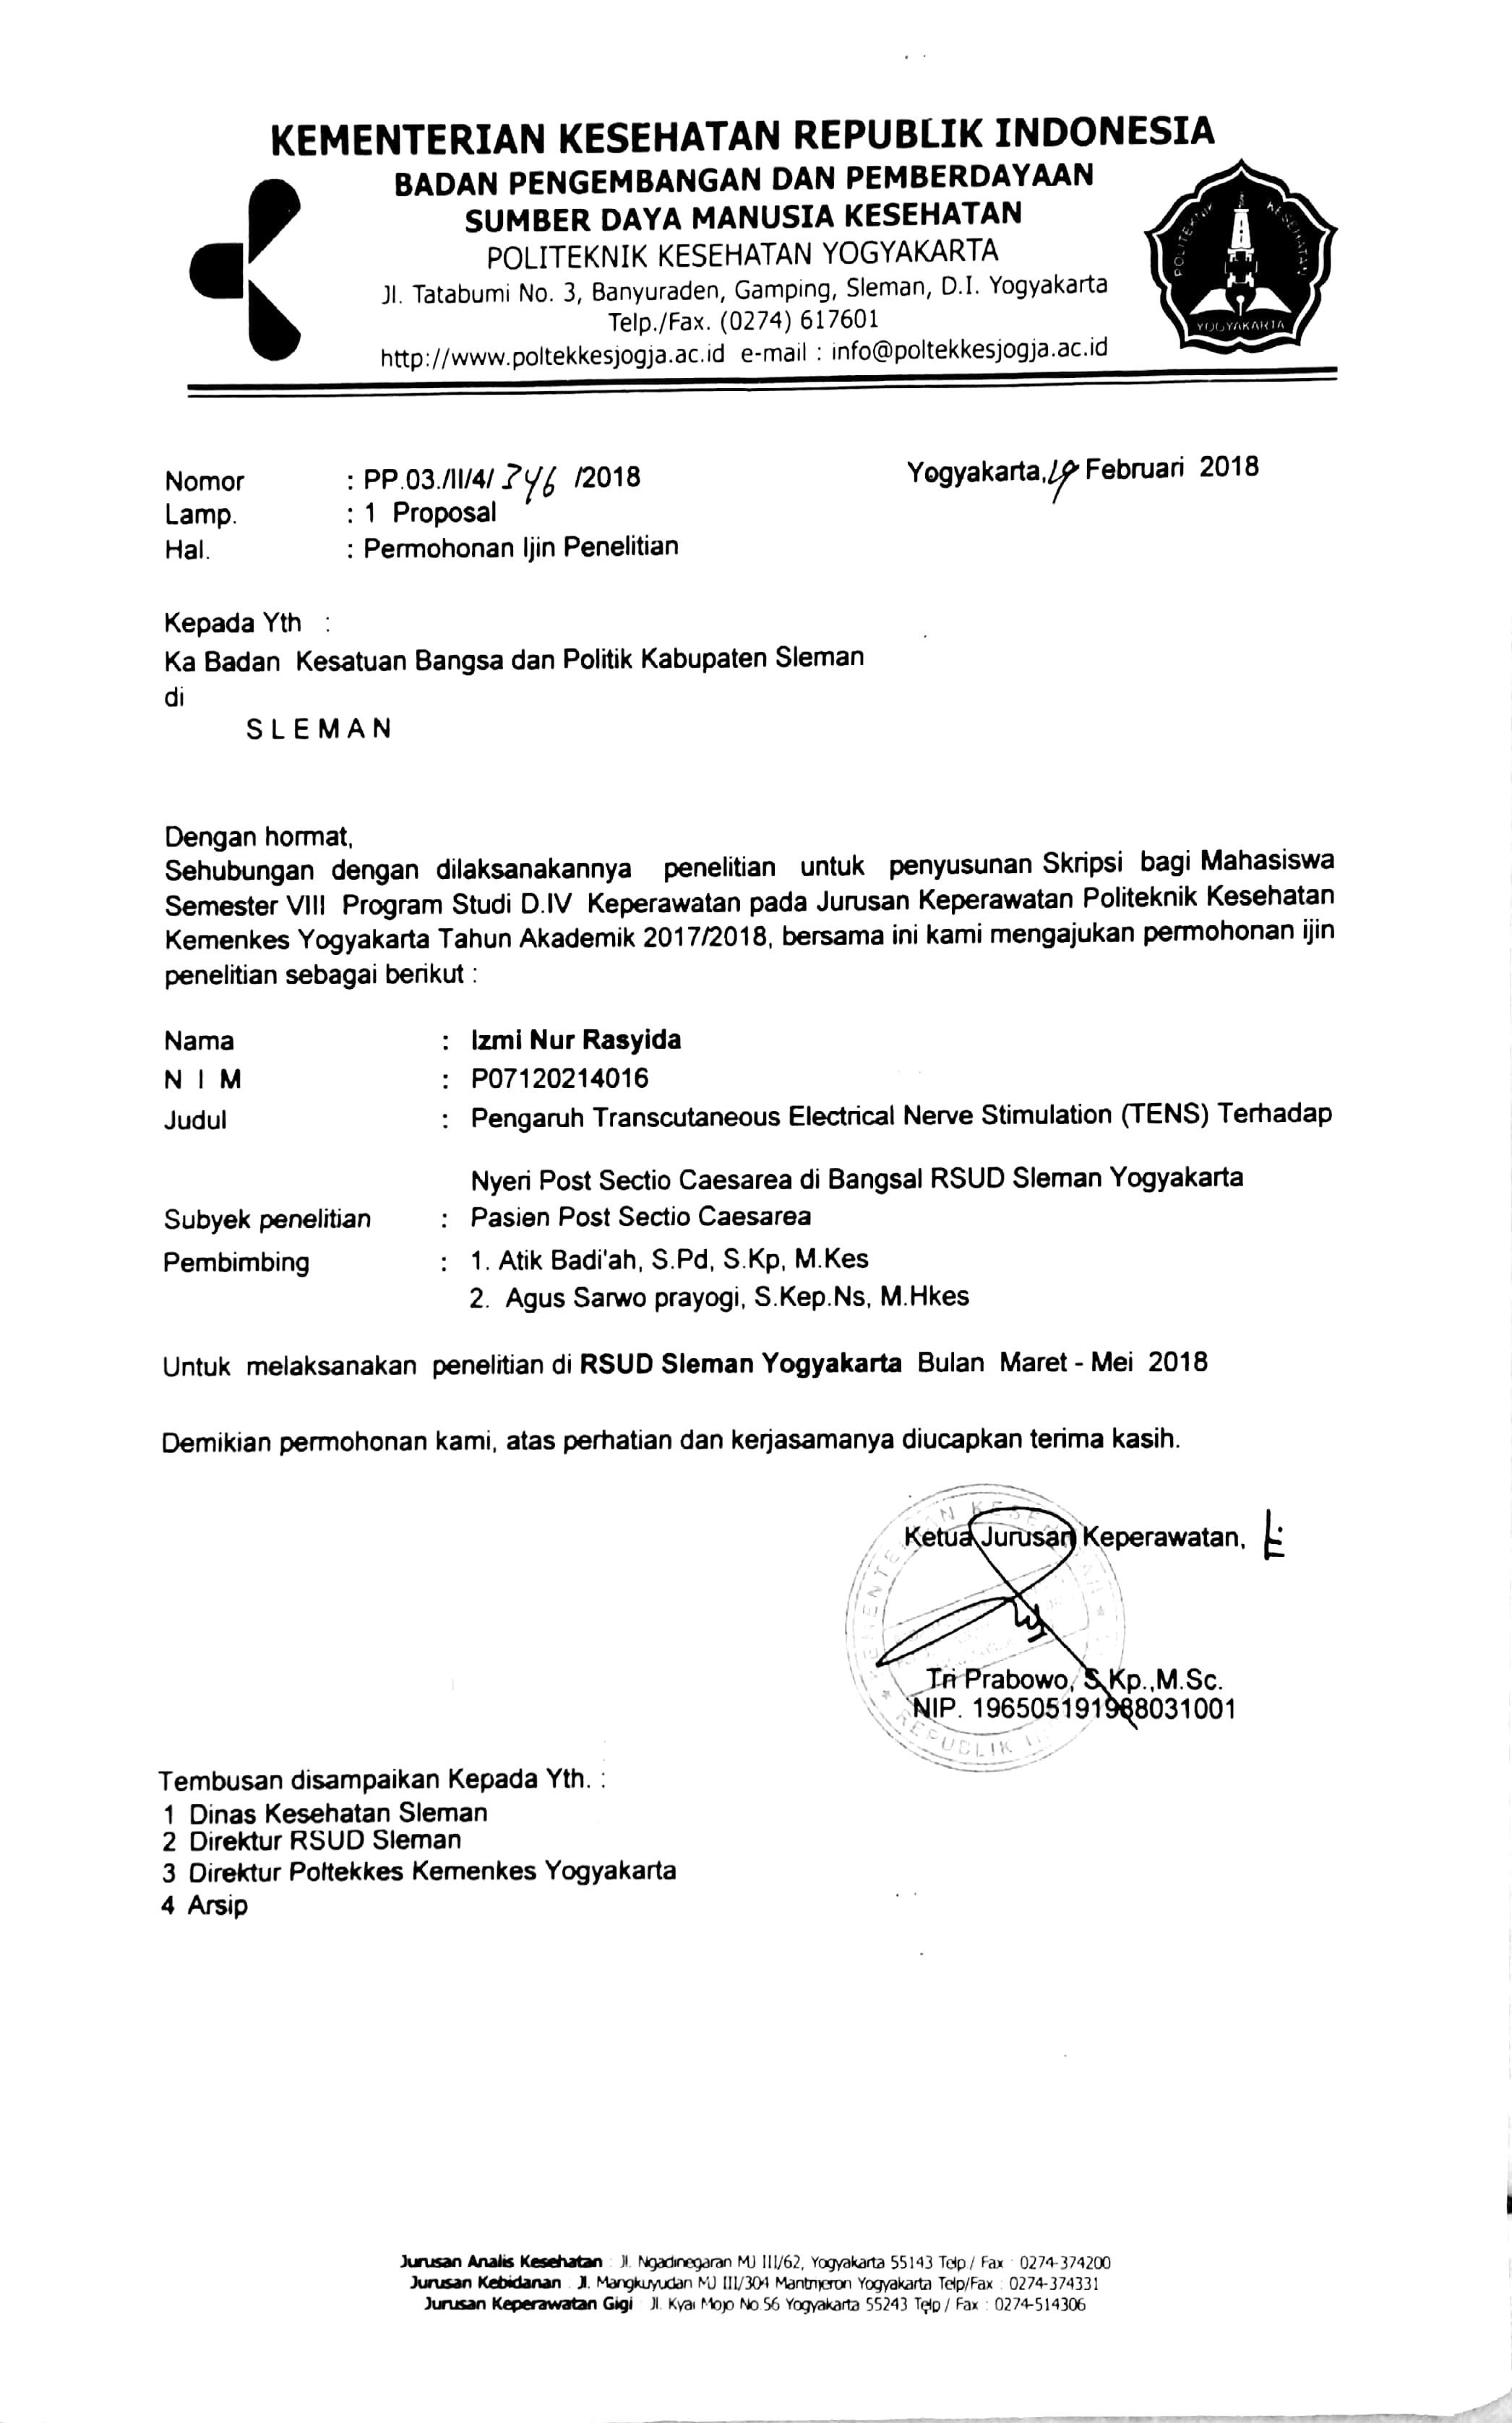 KEMENTERIAN KESEHATAN REPUBLIK INDONESIA
BADAN PENGEMBANGAN DAN PEMBERDAYAAN
SUMBER DAYA MANUSIA KESEHATAN
POLITEKNIK KESEHATAN YOGYAKARTA
Jl. Tatabumi No. 3, Banyuraden, Gamping, Sleman, D.I. Yogyakarta
Telp./Fax. (0274) 617601
http://www.poltekkesjogja.ac.id e-mail : info@poltekkesjogja.ac.id
POLITEKNIK KESEHATAN
YOGYAKARTA
Nomor : PP.03./II/4/ 346 /2018 Yogyakarta, Februari 2018
Lamp. : 1 Proposal
Hal. : Permohonan Ijin Penelitian
Kepada Yth :
Ka Badan Kesatuan Bangsa dan Politik Kabupaten Sleman
di
S L E M A N
Dengan hormat,
Sehubungan dengan dilaksanakannya penelitian untuk penyusunan Skripsi bagi Mahasiswa
Semester VIII Program Studi D.IV Keperawatan pada Jurusan Keperawatan Politeknik Kesehatan
Kemenkes Yogyakarta Tahun Akademik 2017/2018, bersama ini kami mengajukan permohonan ijin
penelitian sebagai berikut :
Nama : Izmi Nur Rasyida
N I M : P07120214016
Judul : Pengaruh Transcutaneous Electrical Nerve Stimulation (TENS) Terhadap
Nyeri Post Sectio Caesarea di Bangsal RSUD Sleman Yogyakarta
Subyek penelitian : Pasien Post Sectio Caesarea
Pembimbing : 1. Atik Badi'ah, S.Pd, S.Kp, M.Kes
2. Agus Sarwo prayogi, S.Kep.Ns, M.Hkes
Untuk melaksanakan penelitian di RSUD Sleman Yogyakarta Bulan Maret - Mei 2018
Demikian permohonan kami, atas perhatian dan kerjasamanya diucapkan terima kasih.
Ketua Jurusan Keperawatan,
Tri Prabowo, S.Kp.,M.Sc.
NIP. 196505191988031001
Tembusan disampaikan Kepada Yth. :
1 Dinas Kesehatan Sleman
2 Direktur RSUD Sleman
3 Direktur Poltekkes Kemenkes Yogyakarta
4 Arsip
Jurusan Analis Kesehatan : Jl. Ngadinegaran MJ III/62, Yogyakarta 55143 Telp / Fax : 0274-374200
Jurusan Kebidanan : Jl. Mangkuyudan MJ III/304 Mantrijeron Yogyakarta Telp/Fax : 0274-374331
Jurusan Keperawatan Gigi Jl. Kyai Mojo No 56 Yogyakarta 55243 Telp / Fax : 0274-514306